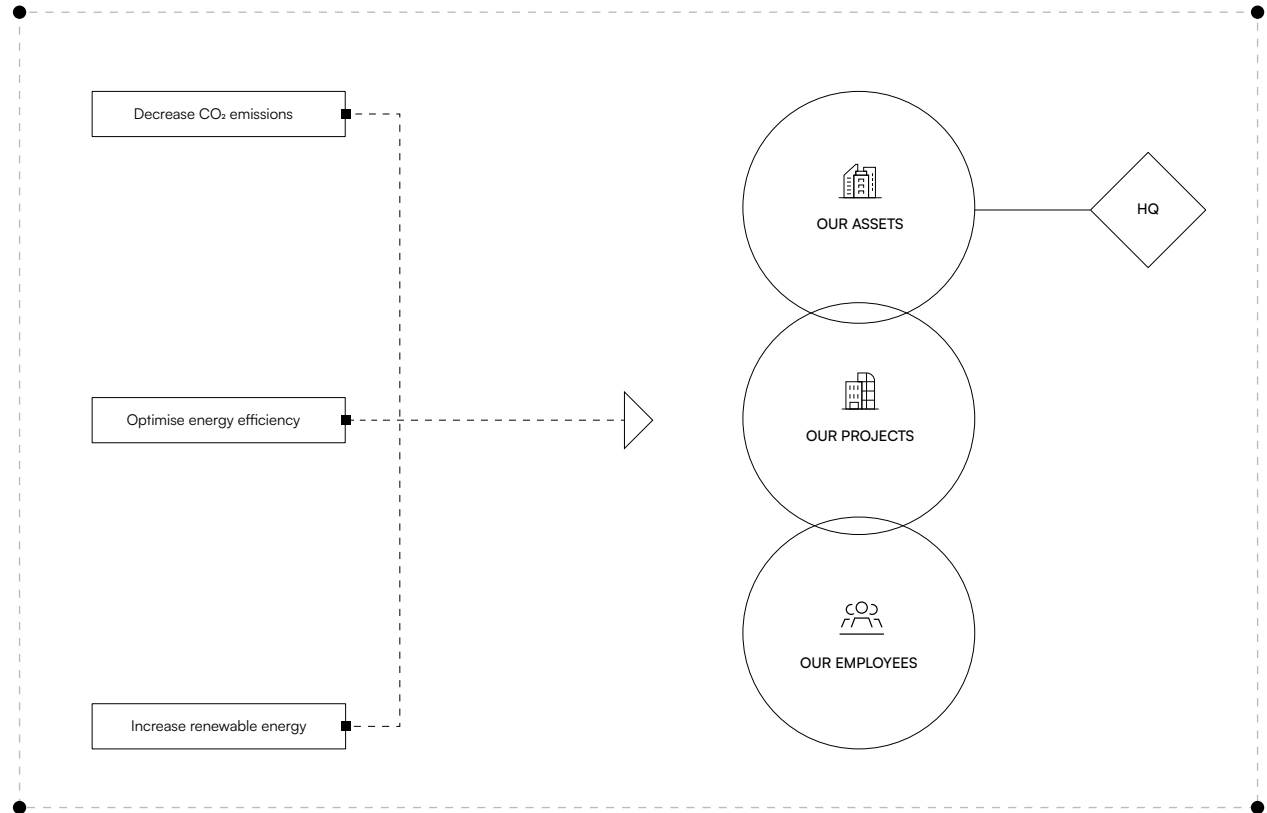 Decrease CO₂ emissions
OUR ASSETS
HQ
Optimise energy efficiency
OUR PROJECTS
OUR EMPLOYEES
Increase renewable energy